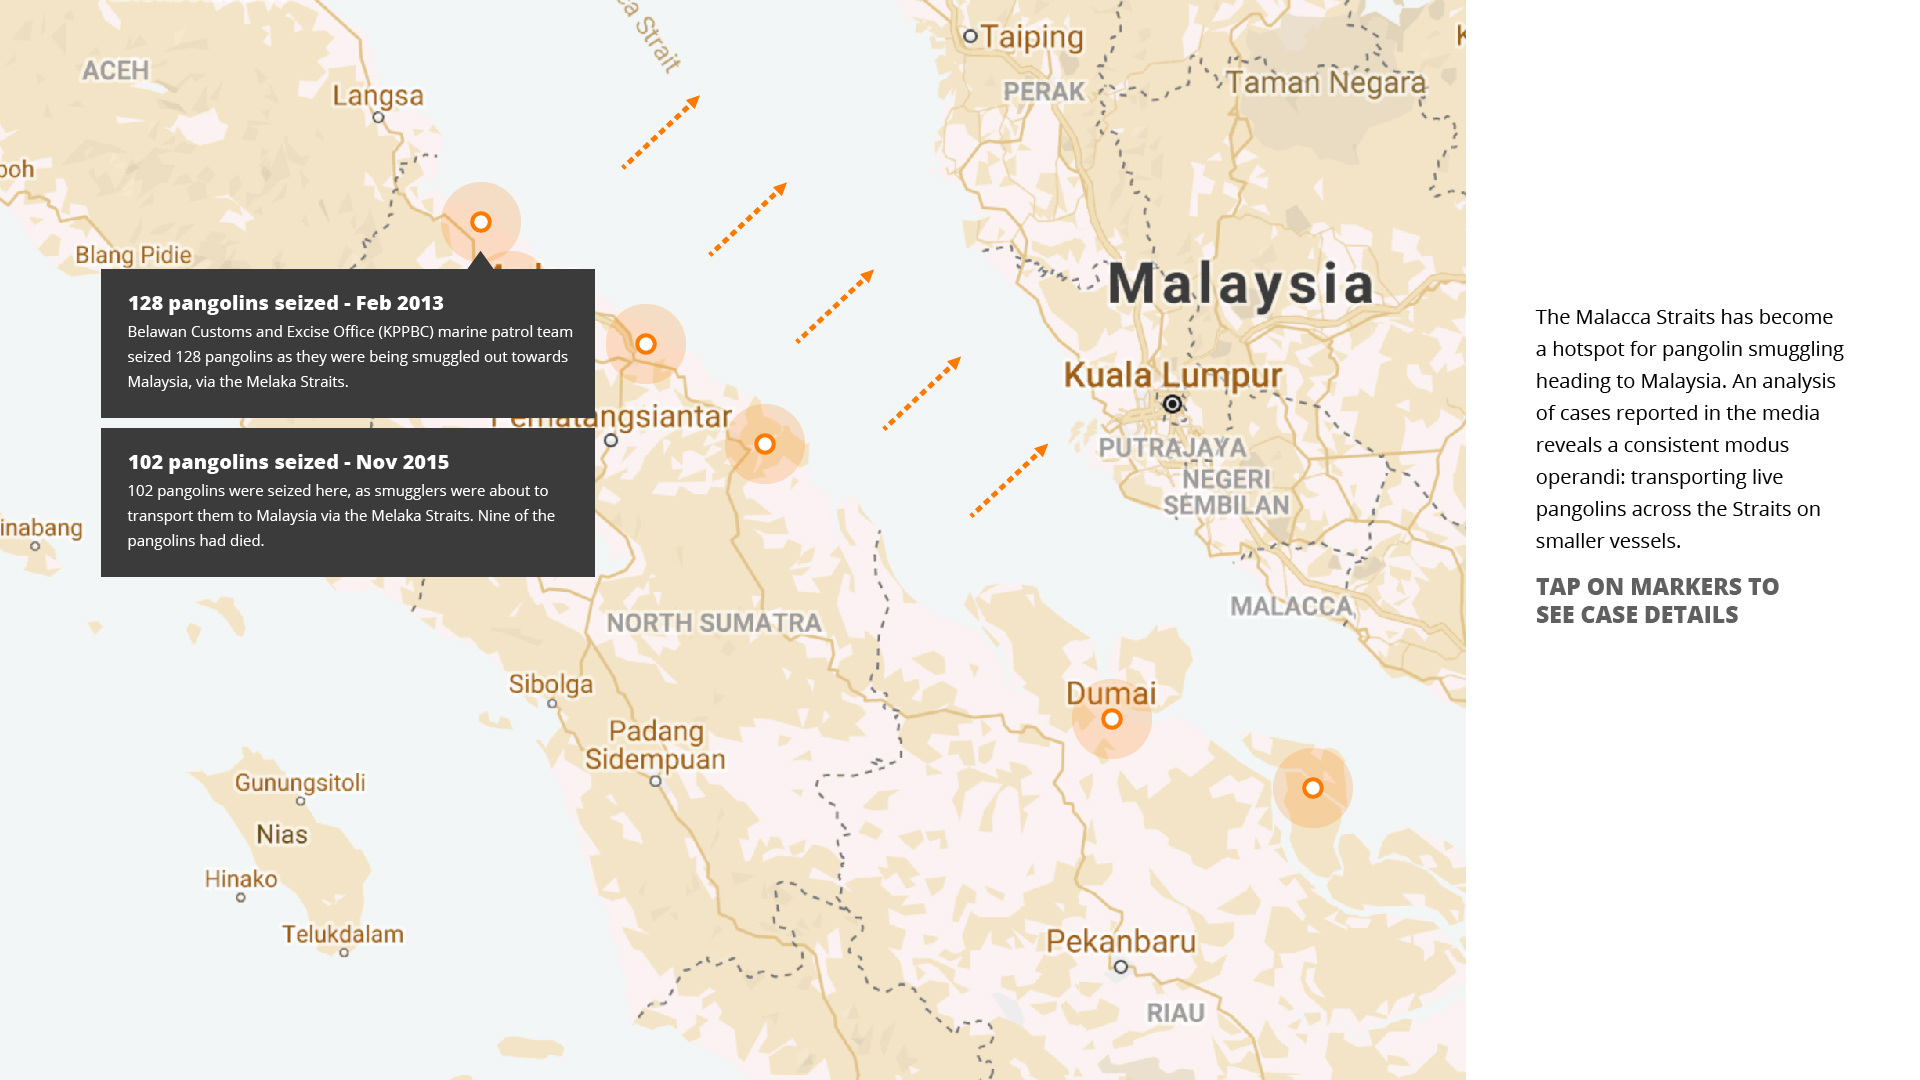 ca Strait
Taiping
ACEH
PERAK
Taman Negara
Langsa
Blang Pidie
Malaysia
128 pangolins seized - Feb 2013
Belawan Customs and Excise Office (KPPBC) marine patrol team
seized 128 pangolins as they were being smuggled out towards
Malaysia, via the Melaka Straits.
Kuala Lumpur
Pematangsiantar
PUTRAJAYA
NEGERI
SEMBILAN
102 pangolins seized - Nov 2015
102 pangolins were seized here, as smugglers were about to
transport them to Malaysia via the Melaka Straits. Nine of the
pangolins had died.
inabang
MALACCA
NORTH SUMATRA
Sibolga
Dumai
Padang
Sidempuan
Gunungsitoli
Nias
Hinako
Telukdalam
Pekanbaru
RIAU
The Malacca Straits has become
a hotspot for pangolin smuggling
heading to Malaysia. An analysis
of cases reported in the media
reveals a consistent modus
operandi: transporting live
pangolins across the Straits on
smaller vessels.
TAP ON MARKERS TO
SEE CASE DETAILS